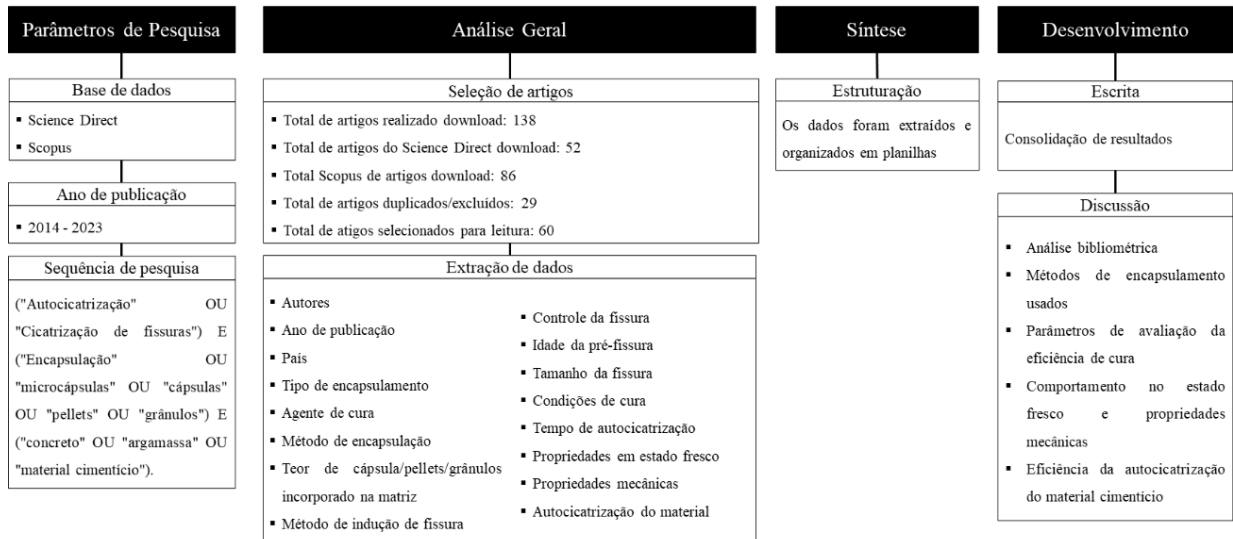 Parâmetros de Pesquisa
Base de dados
▪ Science Direct
▪ Scopus
Ano de publicação
▪ 2014 - 2023
Sequência de pesquisa
("Autocicatrização" OU
"Cicatrização de fissuras") E
("Encapsulação" OU
"microcápsulas" OU "cápsulas"
OU "pellets" OU "grânulos") E
("concreto" OU "argamassa" OU
"material cimentício").
Análise Geral
Seleção de artigos
▪ Total de artigos realizado download: 138
▪ Total de artigos do Science Direct download: 52
▪ Total Scopus de artigos download: 86
▪ Total de artigos duplicados/excluídos: 29
▪ Total de atigos selecionados para leitura: 60
Extração de dados
▪ Autores
▪ Ano de publicação
▪ País
▪ Tipo de encapsulamento
▪ Agente de cura
▪ Método de encapsulação
▪ Teor de cápsula/pellets/grânulos
incorporado na matriz
▪ Método de indução de fissura
▪ Controle da fissura
▪ Idade da pré-fissura
▪ Tamanho da fissura
▪ Condições de cura
▪ Tempo de autocicatrização
▪ Propriedades em estado fresco
▪ Propriedades mecânicas
▪ Autocicatrização do material
Síntese
Estruturação
Os dados foram extraídos e
organizados em planilhas
Desenvolvimento
Escrita
Consolidação de resultados
Discussão
▪ Análise bibliométrica
▪ Métodos de encapsulamento
usados
▪ Parâmetros de avaliação da
eficiência de cura
▪ Comportamento no estado
fresco e propriedades
mecânicas
▪ Eficiência da autocicatrização
do material cimentício